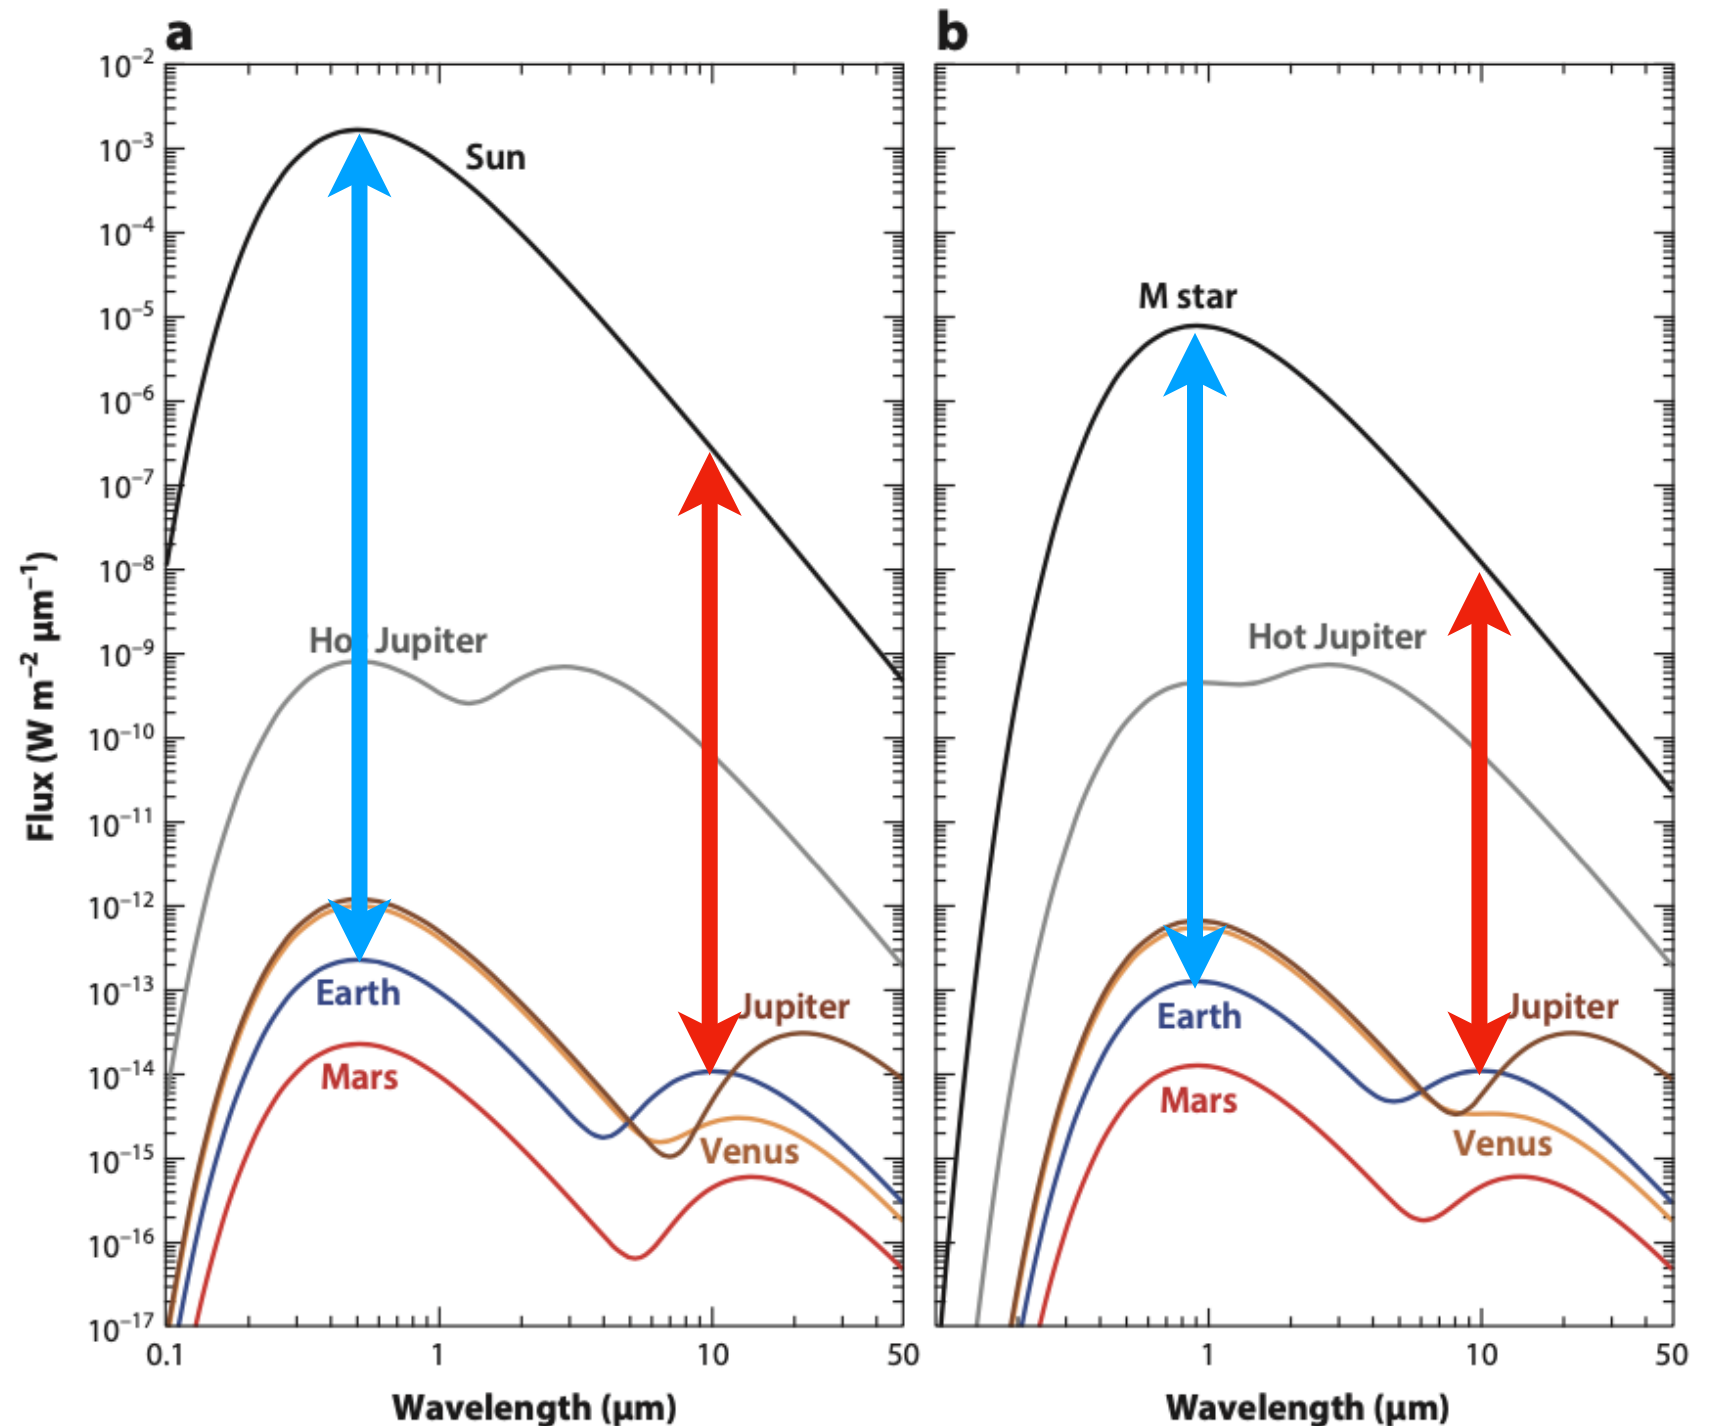 a
b
10⁻²
10⁻³
10⁻⁴
10⁻⁵
10⁻⁶
10⁻⁷
10⁻⁸
10⁻⁹
10⁻¹⁰
10⁻¹¹
10⁻¹²
10⁻¹³
10⁻¹⁴
10⁻¹⁵
10⁻¹⁶
10⁻¹⁷
Flux (W m⁻² μm⁻¹)
Sun
Hot Jupiter
Earth
Mars
Jupiter
Venus
0.1
1
10
50
Wavelength (μm)
M star
Hot Jupiter
Earth
Mars
Jupiter
Venus
1
10
50
Wavelength (μm)